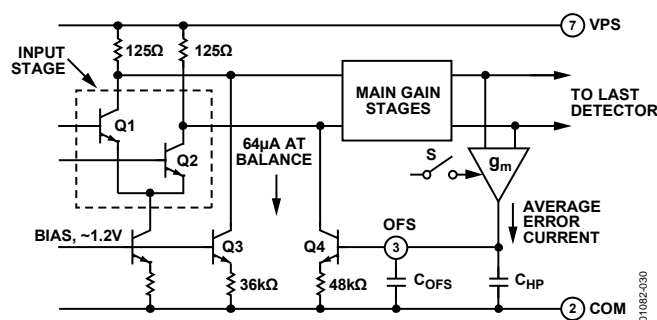 7 VPS
125Ω 125Ω
INPUT
STAGE
MAIN GAIN
STAGES
TO LAST
DETECTOR
Q1
Q2
64µA AT
BALANCE
S
gm
AVERAGE
ERROR
CURRENT
OFS
BIAS, ~1.2V
Q3
Q4
3
36kΩ
48kΩ
COFS
CHP
2 COM
01082-030